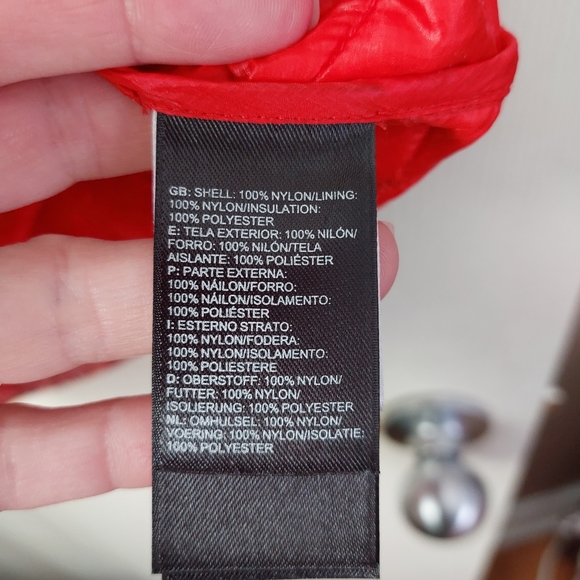 GB: SHELL: 100% NYLON/LINING:
100% NYLON/INSULATION:
100% POLYESTER
E: TELA EXTERIOR: 100% NILÓN/
FORRO: 100% NILÓN/TELA
AISLANTE: 100% POLIÉSTER
P: PARTE EXTERNA:
100% NÁILON/FORRO:
100% NÁILON/ISOLAMENTO:
100% POLIÉSTER
I: ESTERNO STRATO:
100% NYLON/FODERA:
100% NYLON/ISOLAMENTO:
100% POLIESTERE
D: OBERSTOFF: 100% NYLON/
FUTTER: 100% NYLON/
ISOLIERUNG: 100% POLYESTER
NL: OMHULSEL: 100% NYLON/
VOERING: 100% NYLON/ISOLATIE:
100% POLYESTER